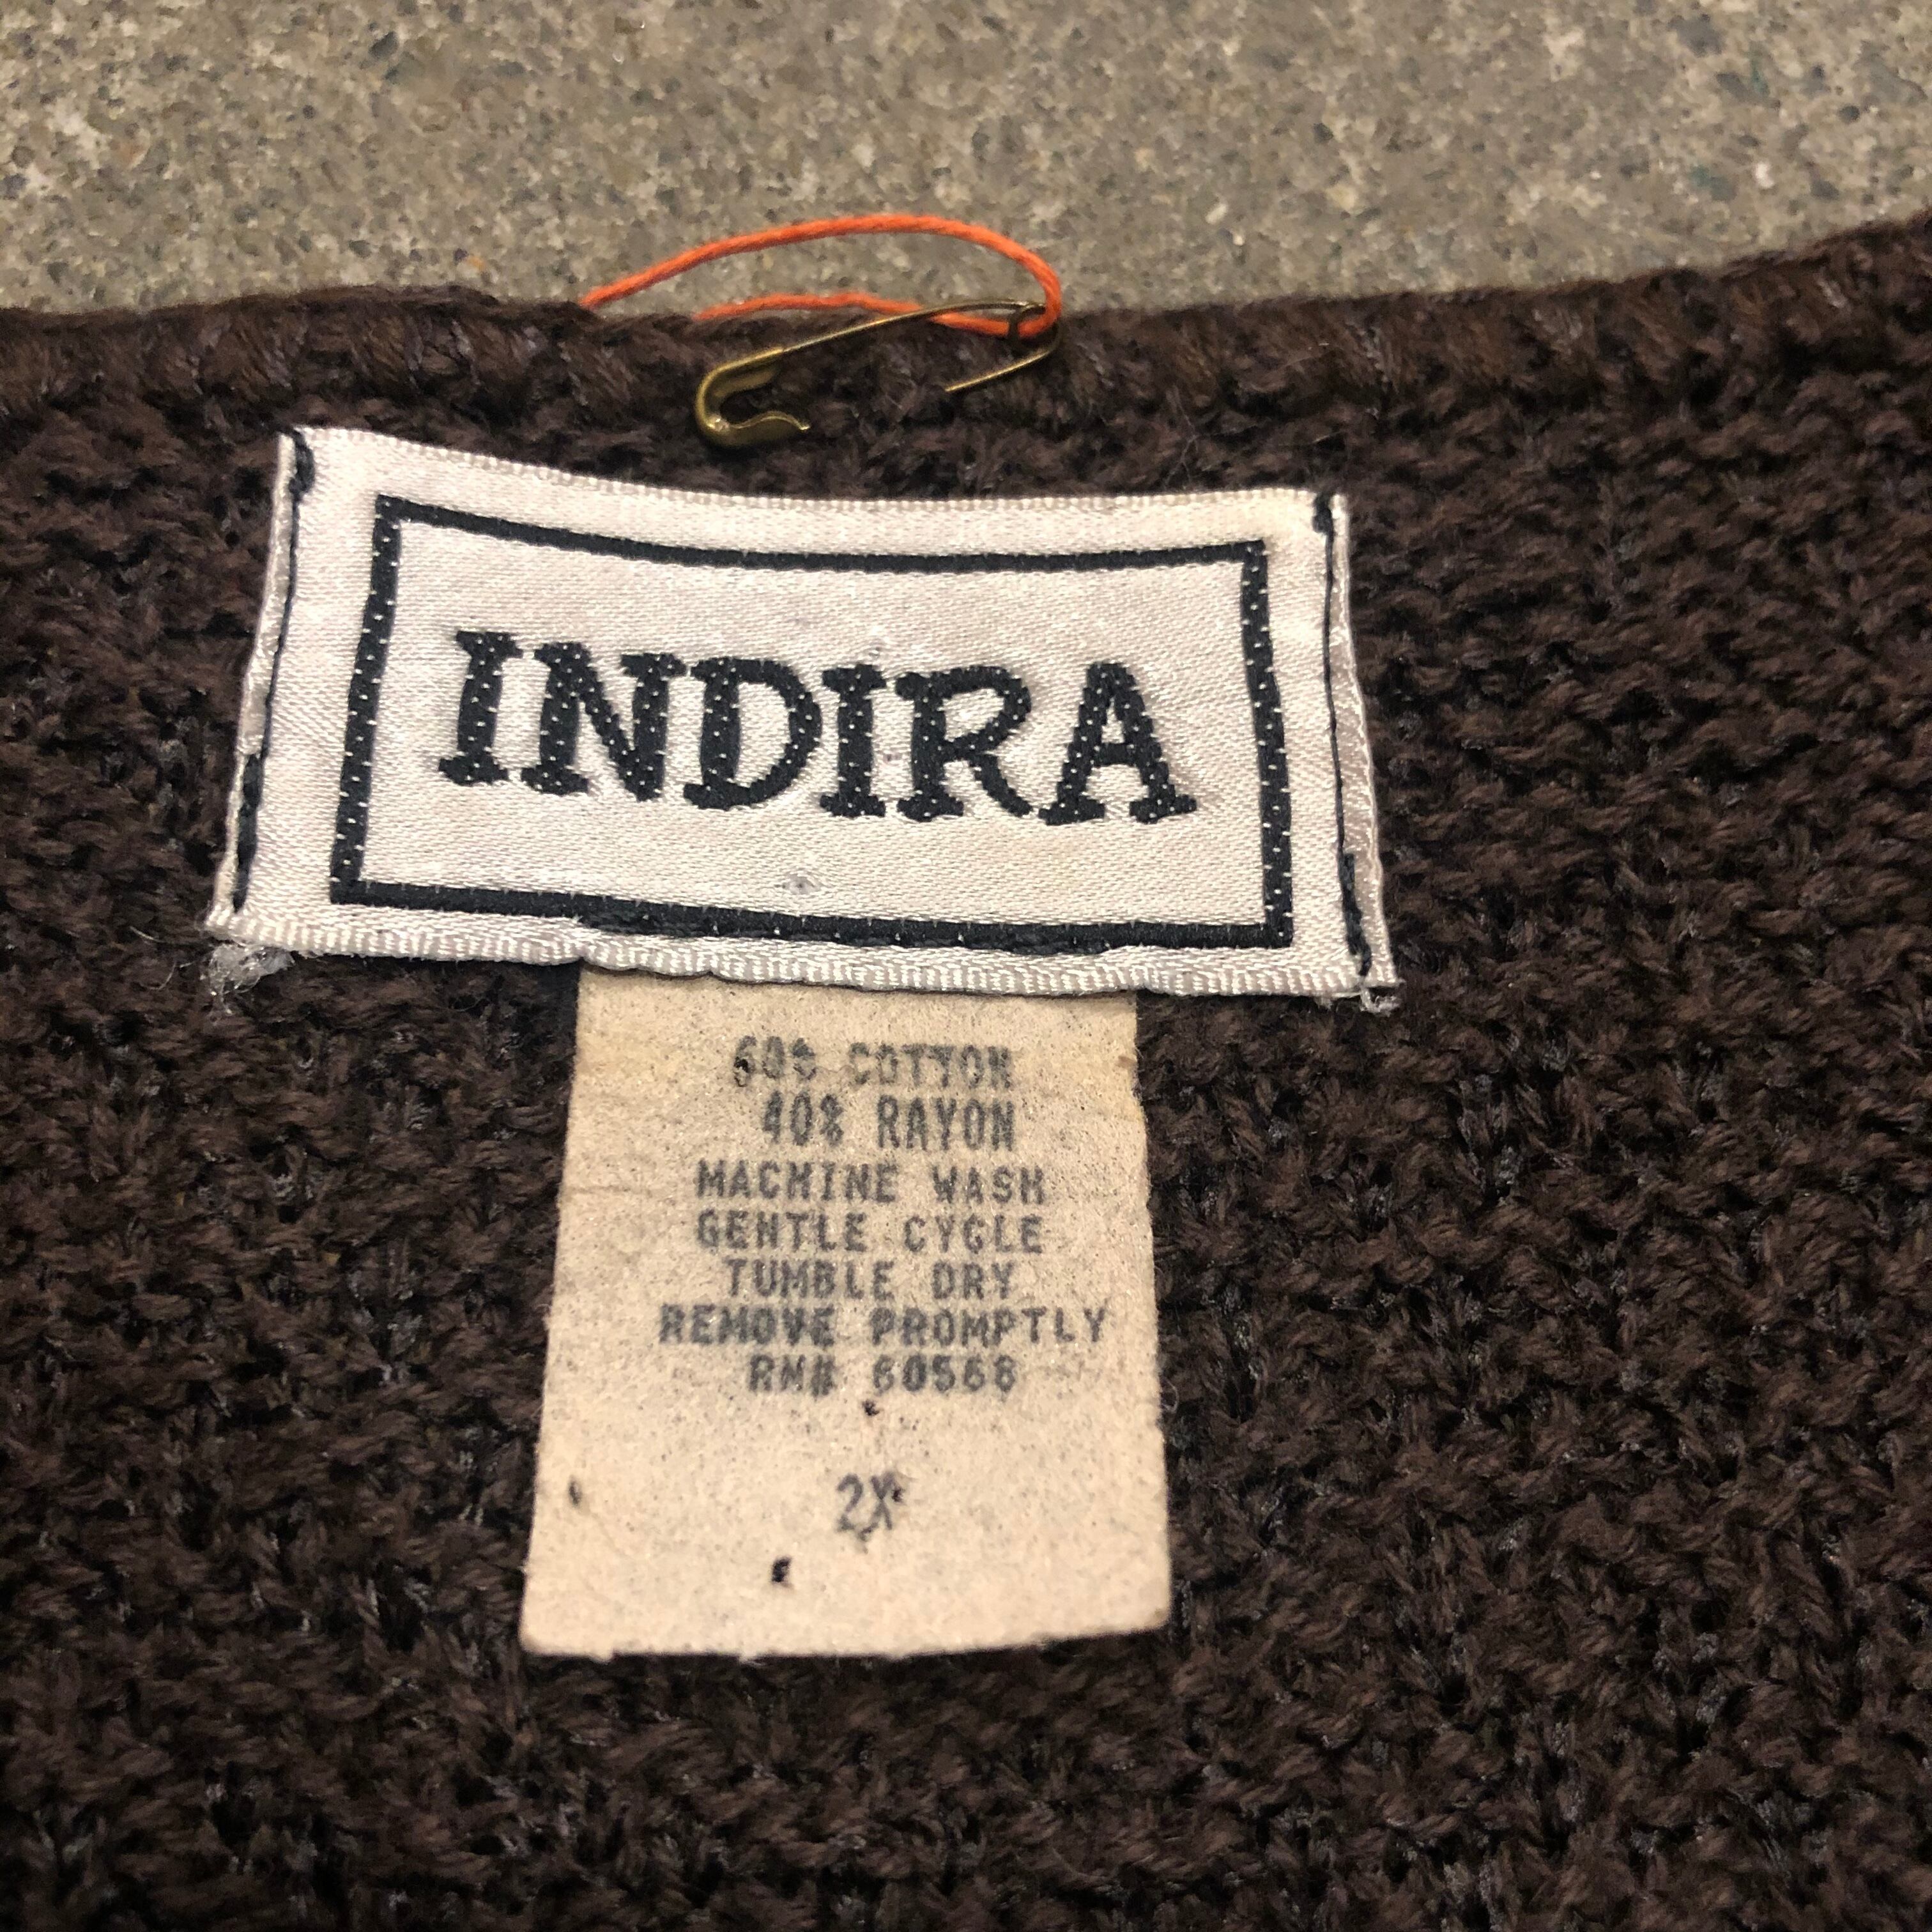 INDIRA
60% COTTON
40% RAYON
MACHINE WASH
GENTLE CYCLE
TUMBLE DRY
REMOVE PROMPTLY
RN# 60568
2X